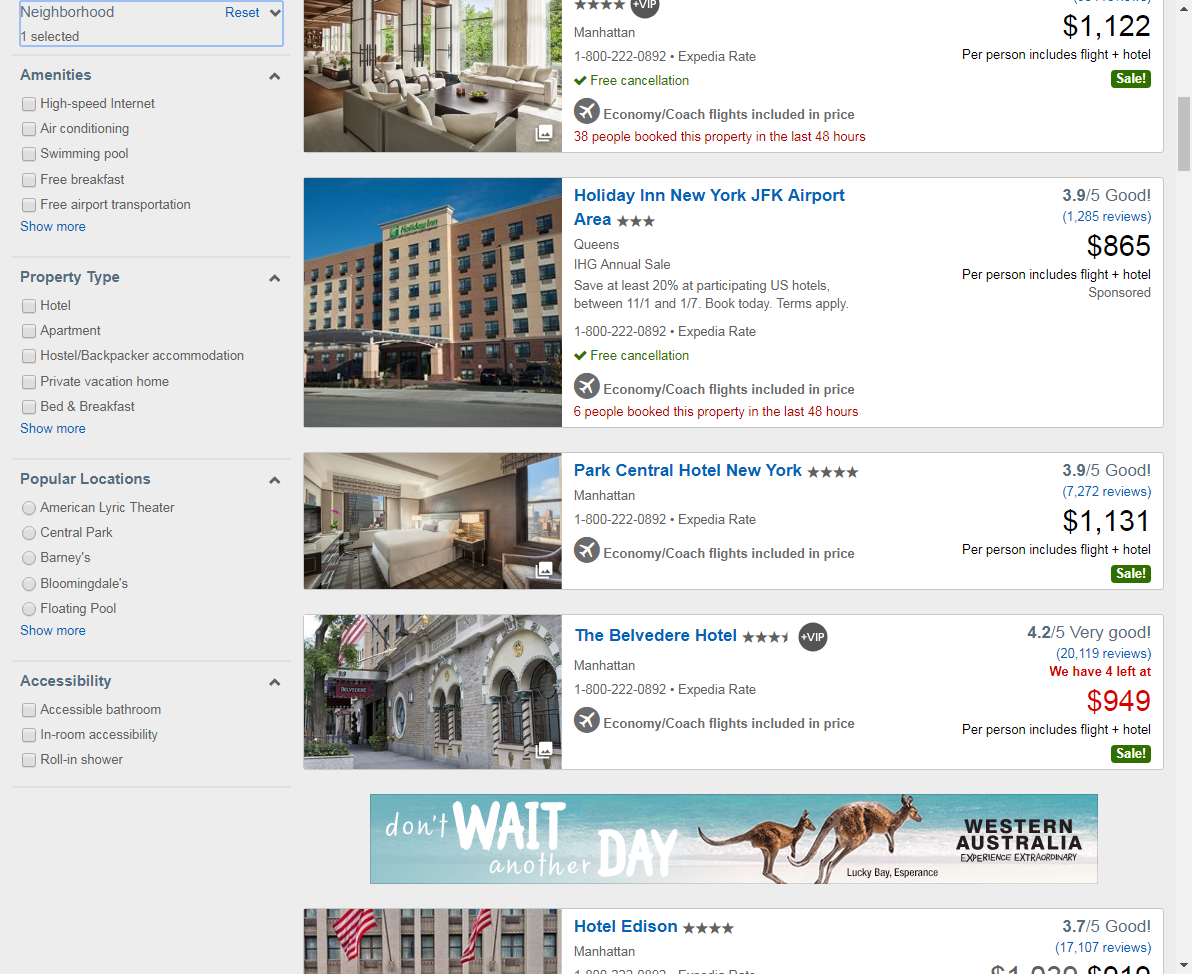 Neighborhood Reset
1 selected
Amenities
High-speed Internet
Air conditioning
Swimming pool
Free breakfast
Free airport transportation
Show more
Property Type
Hotel
Apartment
Hostel/Backpacker accommodation
Private vacation home
Bed & Breakfast
Show more
Popular Locations
American Lyric Theater
Central Park
Barney's
Bloomingdale's
Floating Pool
Show more
Accessibility
Accessible bathroom
In-room accessibility
Roll-in shower
+VIP
Manhattan
1-800-222-0892 • Expedia Rate
Free cancellation
Economy/Coach flights included in price
38 people booked this property in the last 48 hours
$1,122
Per person includes flight + hotel
Sale!
Holiday Inn
Holiday Inn New York JFK Airport
Area
Queens
IHG Annual Sale
Save at least 20% at participating US hotels,
between 11/1 and 1/7. Book today. Terms apply.
1-800-222-0892 • Expedia Rate
Free cancellation
Economy/Coach flights included in price
6 people booked this property in the last 48 hours
3.9/5 Good!
(1,285 reviews)
$865
Per person includes flight + hotel
Sponsored
Park Central Hotel New York
Manhattan
1-800-222-0892 • Expedia Rate
Economy/Coach flights included in price
3.9/5 Good!
(7,272 reviews)
$1,131
Per person includes flight + hotel
Sale!
BELVEDERE
The Belvedere Hotel +VIP
Manhattan
1-800-222-0892 • Expedia Rate
Economy/Coach flights included in price
4.2/5 Very good!
(20,119 reviews)
We have 4 left at
$949
Per person includes flight + hotel
Sale!
don't WAIT
another DAY
WESTERN
AUSTRALIA
EXPERIENCE EXTRAORDINARY
Lucky Bay, Esperance
Hotel Edison
Manhattan
1-800-222-0892 • Expedia Rate
3.7/5 Good!
(17,107 reviews)